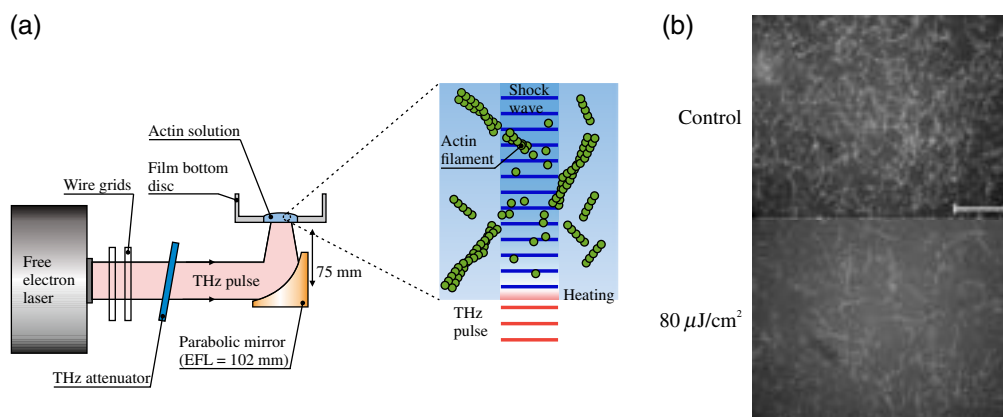 (a)
Actin solution
Film bottom
disc
Wire grids
Free
electron
laser
THz pulse
75 mm
Parabolic mirror
(EFL = 102 mm)
THz attenuator
Shock
wave
Actin
filament
Heating
THz
pulse
(b)
Control
80 μJ/cm²